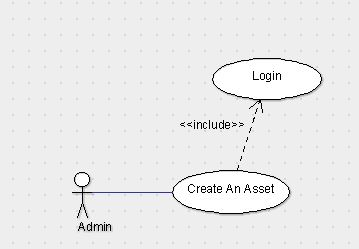 Login
<<include>>
Create An Asset
Admin